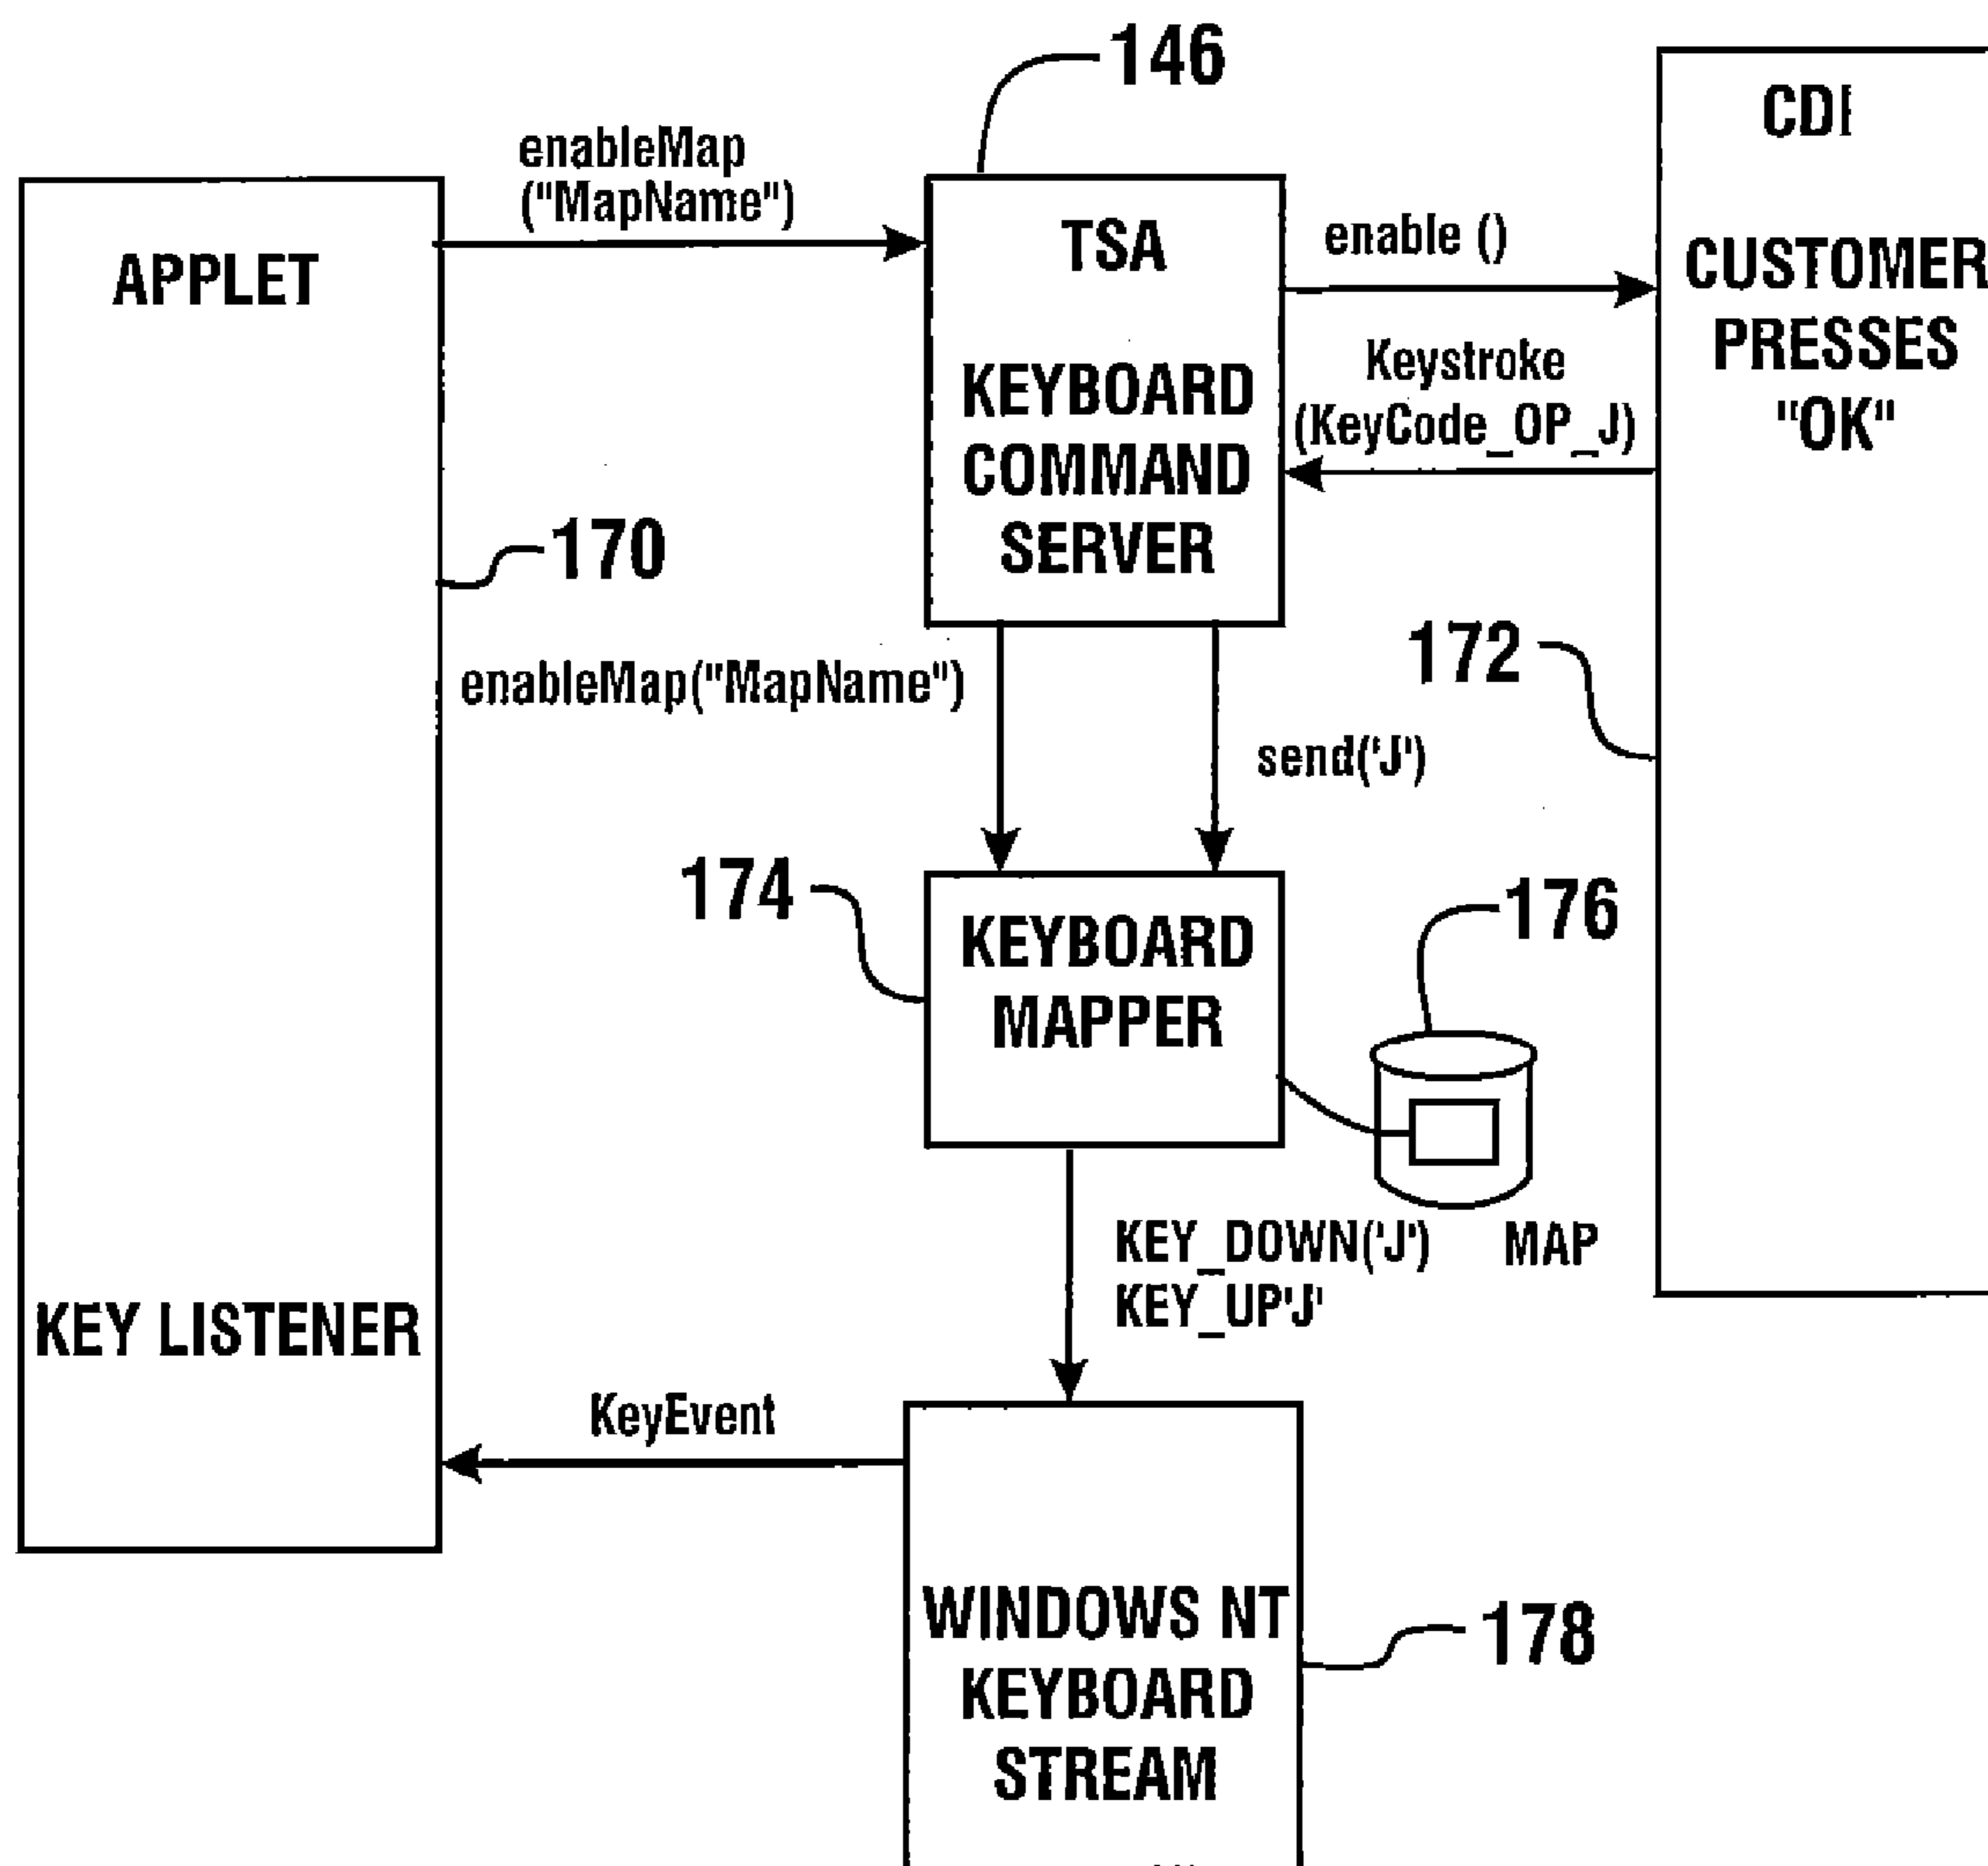 146
enableMap
("MapName")
APPLET
TSA
KEYBOARD
COMMAND
SERVER
enable ()
Keystroke
(KeyCode_OP_J)
CUSTOMER
PRESSES
"OK"
170
enableMap("MapName")
send('J')
172
174
KEYBOARD
MAPPER
176
MAP
KEY_DOWN('J')
KEY_UP'J'
KEY LISTENER
KeyEvent
WINDOWS NT
KEYBOARD
STREAM
178